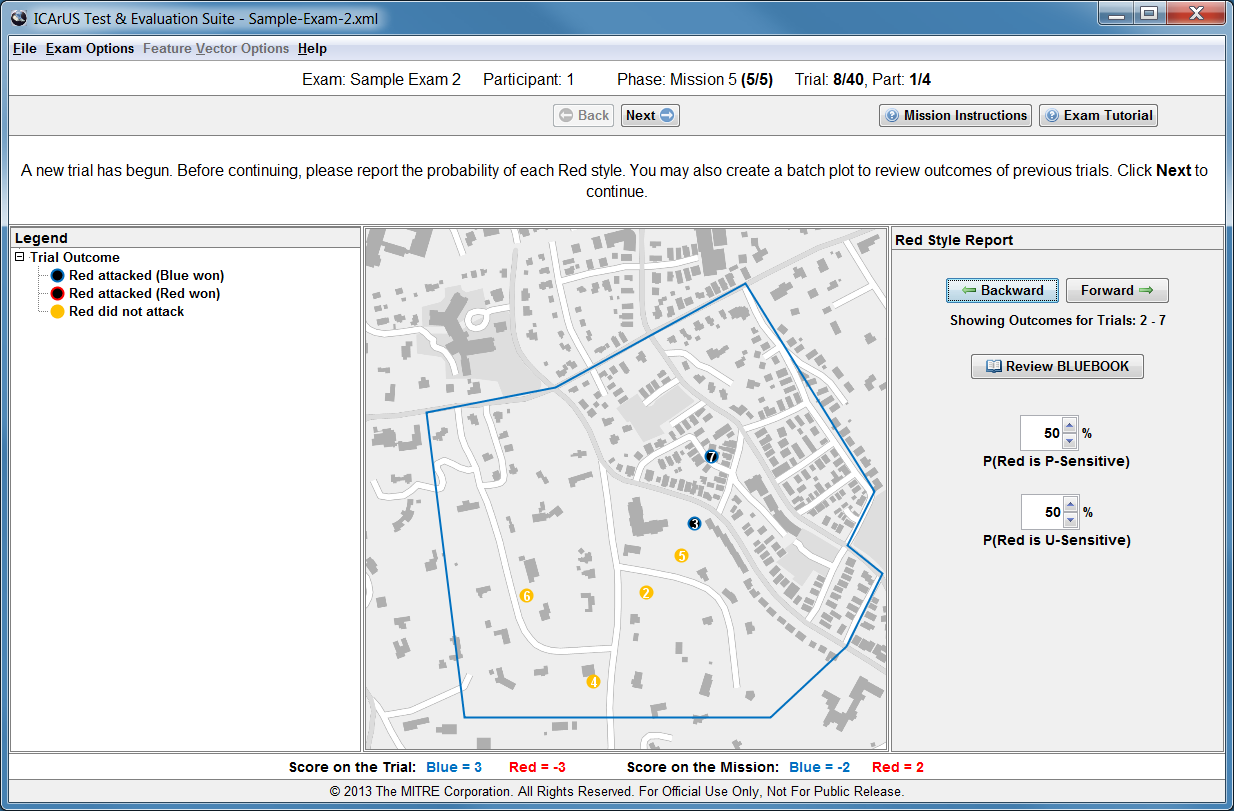 ICArUS Test & Evaluation Suite - Sample-Exam-2.xml
File Exam Options Feature Vector Options Help
Exam: Sample Exam 2 Participant: 1 Phase: Mission 5 (5/5) Trial: 8/40, Part: 1/4
Back Next Mission Instructions Exam Tutorial
A new trial has begun. Before continuing, please report the probability of each Red style. You may also create a batch plot to review outcomes of previous trials. Click Next to
continue.
Legend
Trial Outcome
Red attacked (Blue won)
Red attacked (Red won)
Red did not attack
7
3
5
2
6
4
Red Style Report
Backward Forward
Showing Outcomes for Trials: 2 - 7
Review BLUEBOOK
50 %
P(Red is P-Sensitive)
50 %
P(Red is U-Sensitive)
Score on the Trial: Blue = 3 Red = -3 Score on the Mission: Blue = -2 Red = 2
© 2013 The MITRE Corporation. All Rights Reserved. For Official Use Only, Not For Public Release.